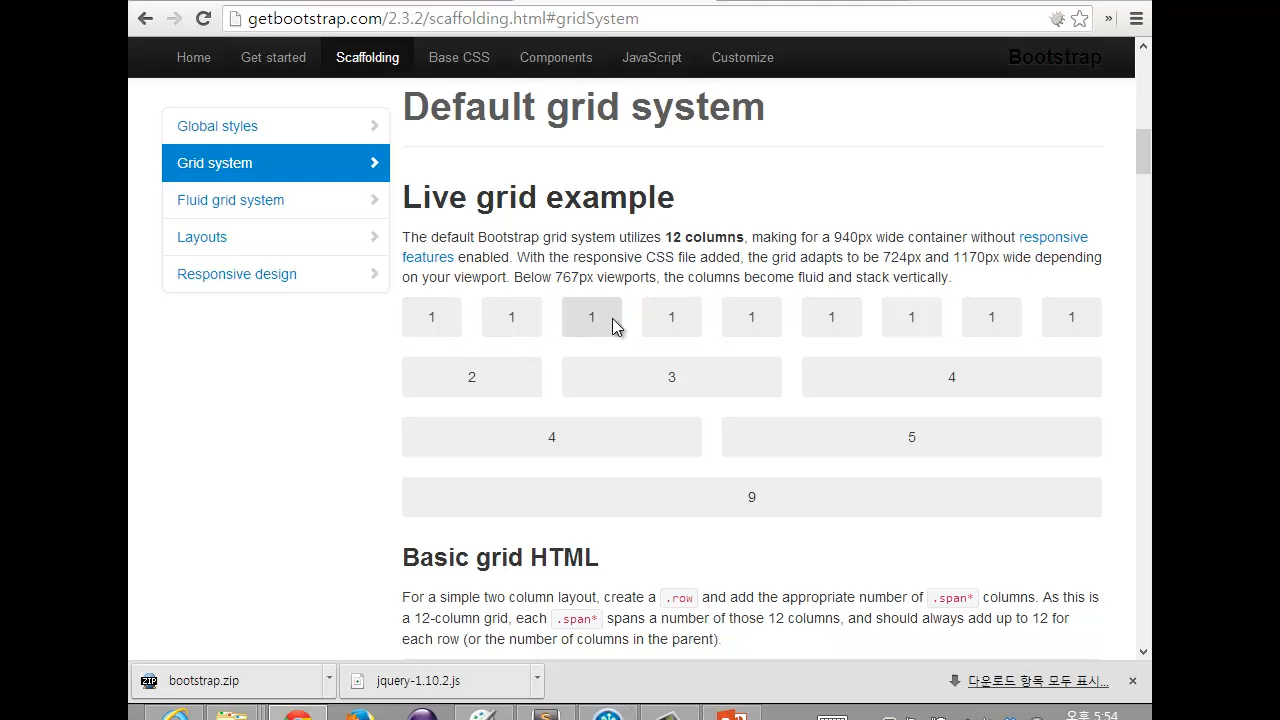 getbootstrap.com/2.3.2/scaffolding.html#gridSystem
»
Home Get started Scaffolding Base CSS Components JavaScript Customize Bootstrap
Global styles
Grid system
Fluid grid system
Layouts
Responsive design
Default grid system
Live grid example
The default Bootstrap grid system utilizes 12 columns, making for a 940px wide container without responsive
features enabled. With the responsive CSS file added, the grid adapts to be 724px and 1170px wide depending
on your viewport. Below 767px viewports, the columns become fluid and stack vertically.
1 1 1 1 1 1 1 1 1
2 3 4
4 5
9
Basic grid HTML
For a simple two column layout, create a .row and add the appropriate number of .span* columns. As this is
a 12-column grid, each .span* spans a number of those 12 columns, and should always add up to 12 for
each row (or the number of columns in the parent).
ZIP bootstrap.zip jquery-1.10.2.js 다운로드 항목 모두 표시...
오후 5:54